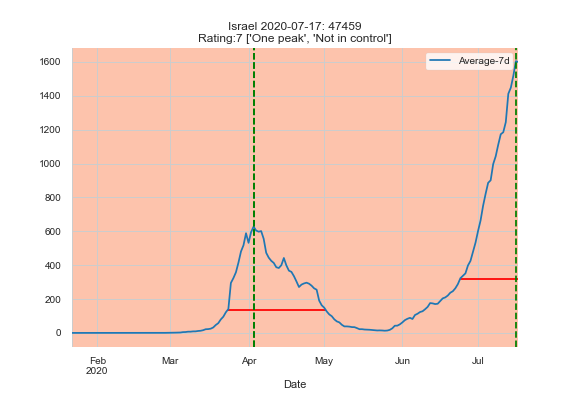 Israel 2020-07-17: 47459
Rating:7 ['One peak', 'Not in control']
Average-7d
1600
1400
1200
1000
800
600
400
200
0
Feb
2020
Mar
Apr
May
Jun
Jul
Date